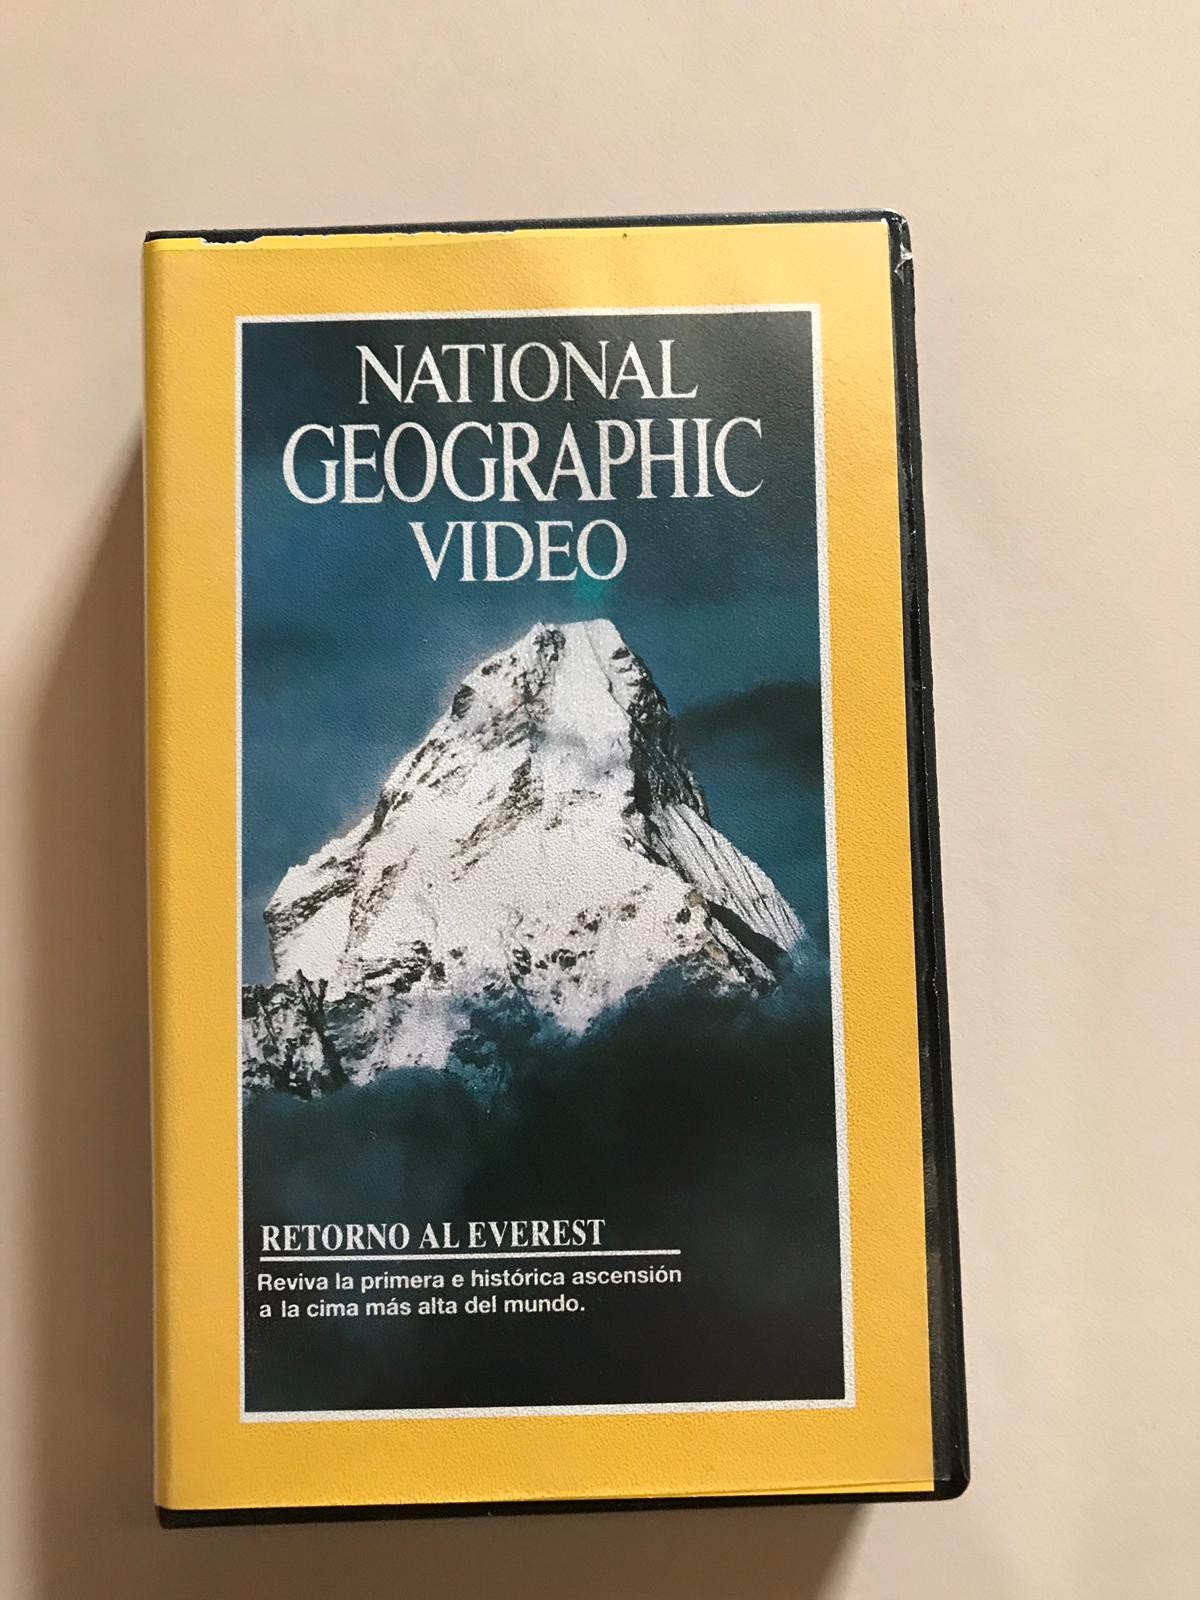 NATIONAL
GEOGRAPHIC
VIDEO
RETORNO AL EVEREST
Reviva la primera e histórica ascensión
a la cima más alta del mundo.